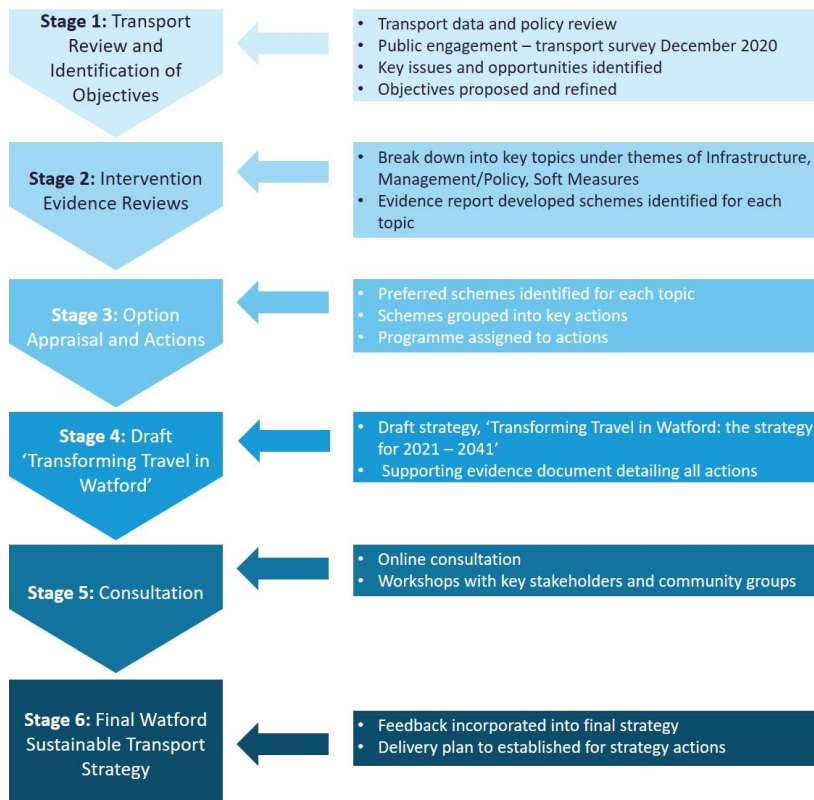 Stage 1: Transport
Review and
Identification of
Objectives
• Transport data and policy review
• Public engagement – transport survey December 2020
• Key issues and opportunities identified
• Objectives proposed and refined
Stage 2: Intervention
Evidence Reviews
• Break down into key topics under themes of Infrastructure,
Management/Policy, Soft Measures
• Evidence report developed schemes identified for each
topic
Stage 3: Option
Appraisal and Actions
• Preferred schemes identified for each topic
• Schemes grouped into key actions
• Programme assigned to actions
Stage 4: Draft
‘Transforming Travel in
Watford’
• Draft strategy, ‘Transforming Travel in Watford: the strategy
for 2021 – 2041’
• Supporting evidence document detailing all actions
Stage 5: Consultation
• Online consultation
• Workshops with key stakeholders and community groups
Stage 6: Final Watford
Sustainable Transport
Strategy
• Feedback incorporated into final strategy
• Delivery plan to established for strategy actions